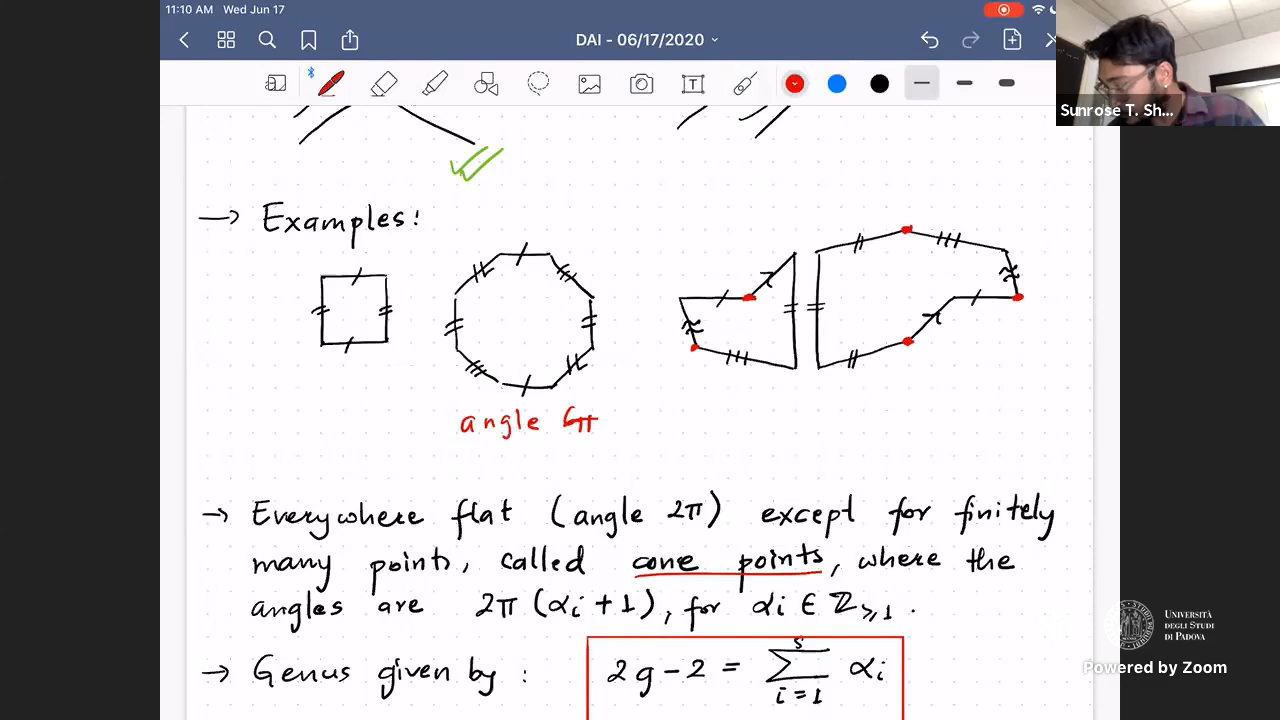 11:10 AM Wed Jun 17
DAI - 06/17/2020
T
Sunrose T. Sh...
→ Examples:
angle 6π
→ Everywhere flat (angle 2π) except for finitely
many points, called cone points, where the
angles are 2π (αi + 1), for αi ∈ ℤ≥1.
→ Genus given by: 2g - 2 = ∑ᵢ₌₁ˢ αi
UNIVERSITÀ
DEGLI STUDI
DI PADOVA
Powered by Zoom